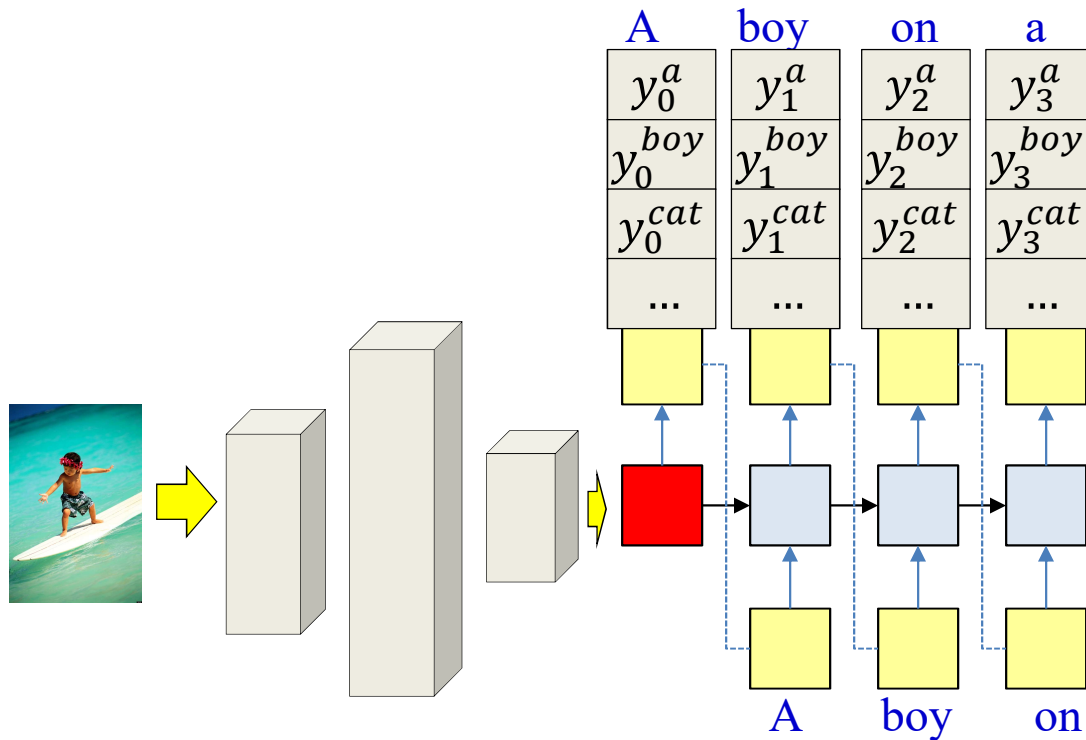 A boy on a
y_0^a y_1^a y_2^a y_3^a
y_0^{boy} y_1^{boy} y_2^{boy} y_3^{boy}
y_0^{cat} y_1^{cat} y_2^{cat} y_3^{cat}
... ... ... ...
A boy on